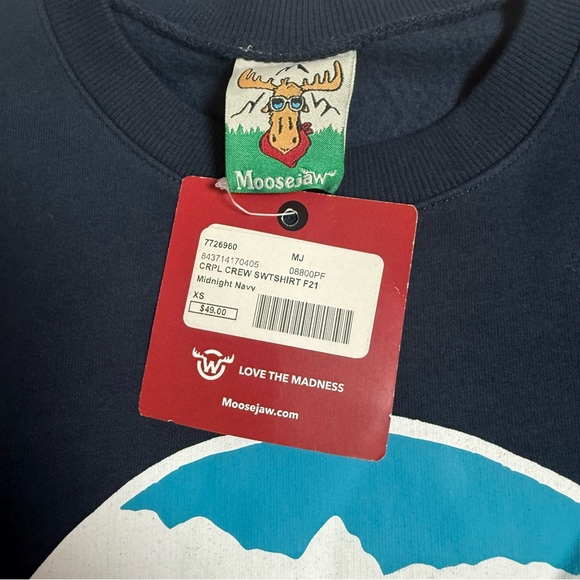 Moosejaw
7726960 MJ
843714170405 08800PF
CRPL CREW SWTSHIRT F21
Midnight Navy
XS
$49.00
W
LOVE THE MADNESS
Moosejaw.com